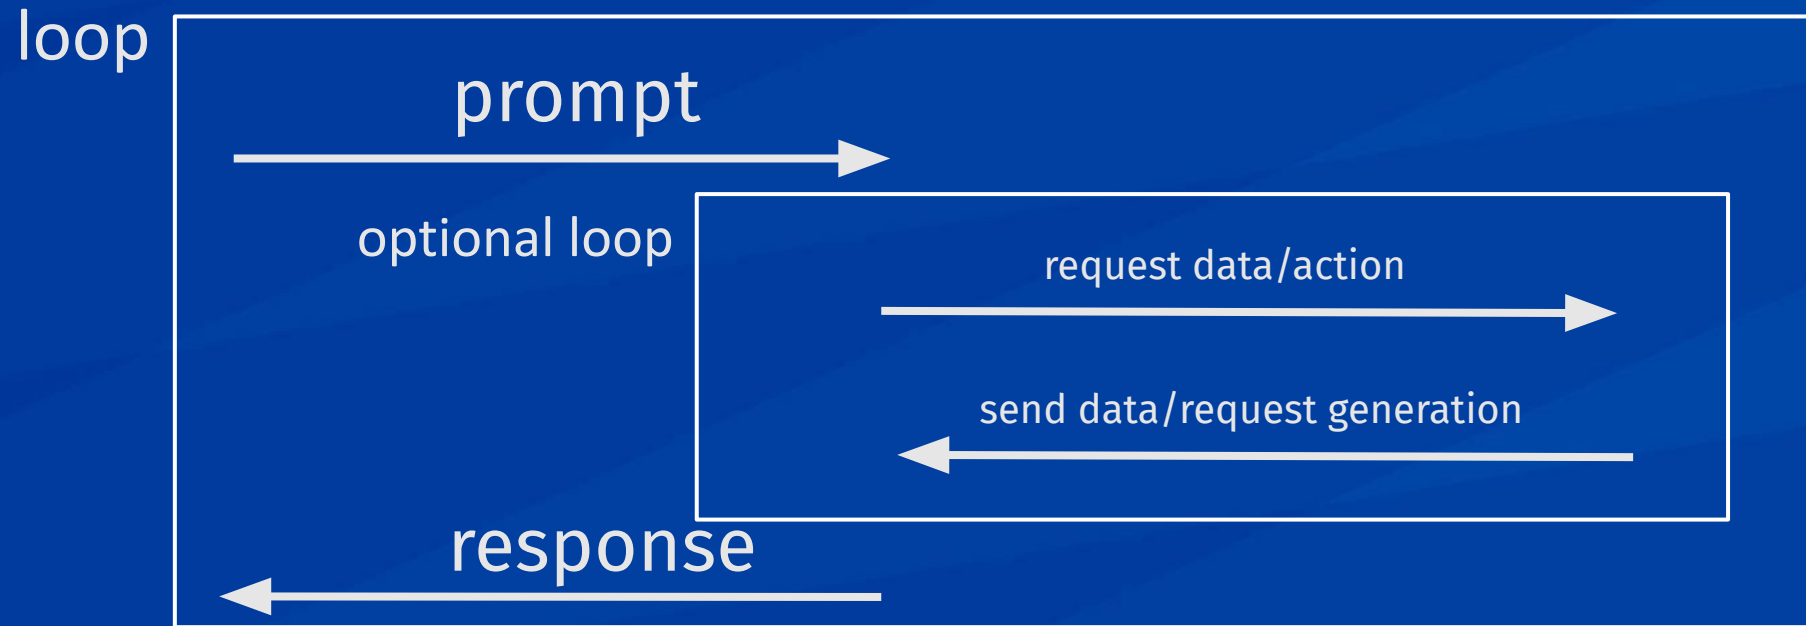 loop
prompt
optional loop
request data/action
send data/request generation
response